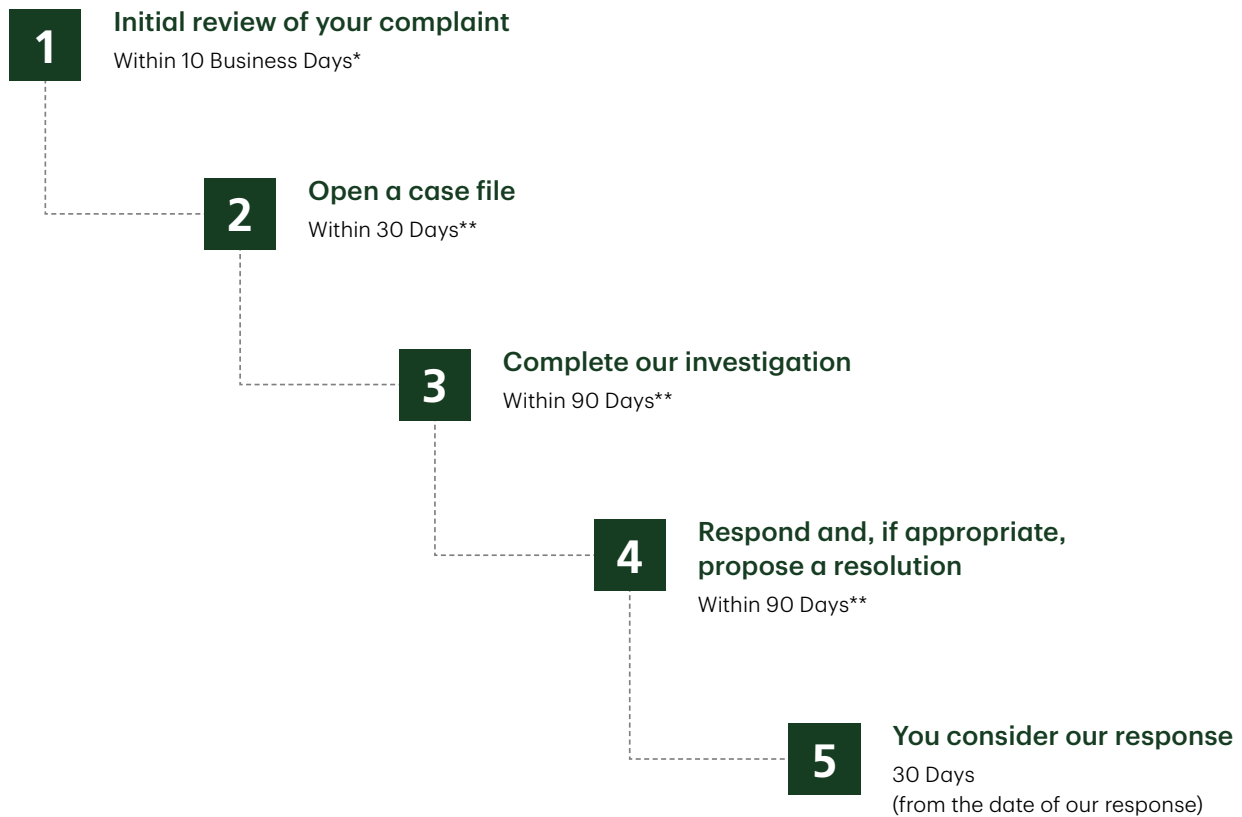 1
Initial review of your complaint
Within 10 Business Days*
2
Open a case file
Within 30 Days**
3
Complete our investigation
Within 90 Days**
4
Respond and, if appropriate,
propose a resolution
Within 90 Days**
5
You consider our response
30 Days
(from the date of our response)